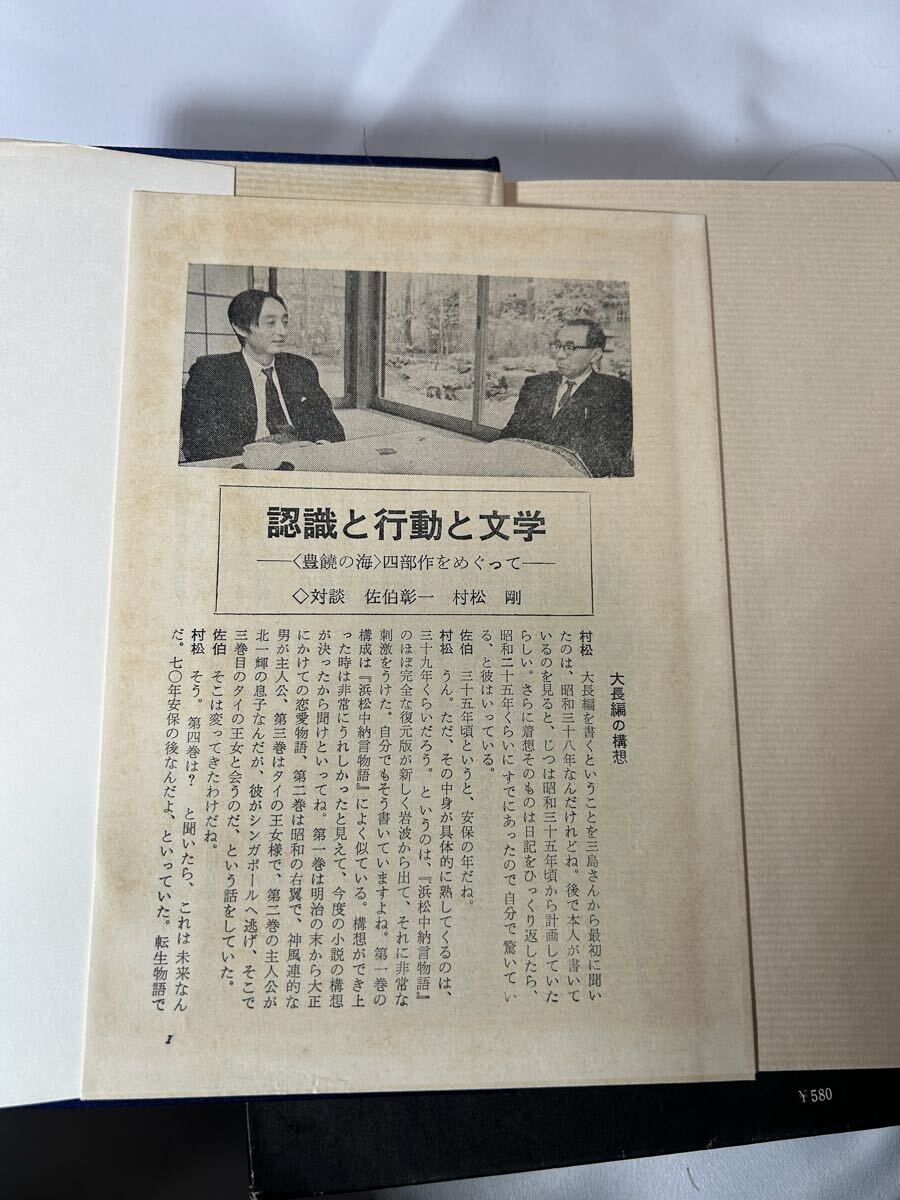 認識と行動と文学
――〈豊饒の海〉四部作をめぐって――
◇対談　佐伯彰一　村松　剛
大長編の構想
村松　大長編を書くということを三島さんから最初に聞い
たのは、昭和三十八年なんだけれどね。後で本人が書いて
いるのを見ると、じつは昭和三十五年頃から計画していた
らしい。さらに着想そのものは日記をひっくり返したら、
昭和二十五年くらいにすでにあったので自分で驚いてい
る、と彼はいっている。
佐伯　三十五年というと、安保の年だね。
村松　うん。ただ、その中身が具体的に熟してくるのは、
三十九年くらいだろう。というのは、『浜松中納言物語』
のほぼ完全な復元版が新しく岩波から出て、それに非常な
刺激をうけた。自分でもそう書いていますよね。第一巻の
構成は『浜松中納言物語』によく似ている。構想ができ上
った時は非常にうれしかったと見えて、今度の小説の構想
が決ったから聞けといってね。第一巻は明治の末から大正
にかけての恋愛物語、第二巻は昭和の右翼で、神風連的な
男が主人公、第三巻はタイの王女様で、第二巻の主人公が
北一輝の息子なんだが、彼がシンガポールへ逃げ、そこで
三巻目のタイの王女と会うのだ、という話をしていた。
佐伯　そこは変ってきたわけだね。
村松　そう。第四巻は？　と聞いたら、これは未来なん
だ。七〇年安保の後なんだよ、といっていた。転生物語で
1
￥580